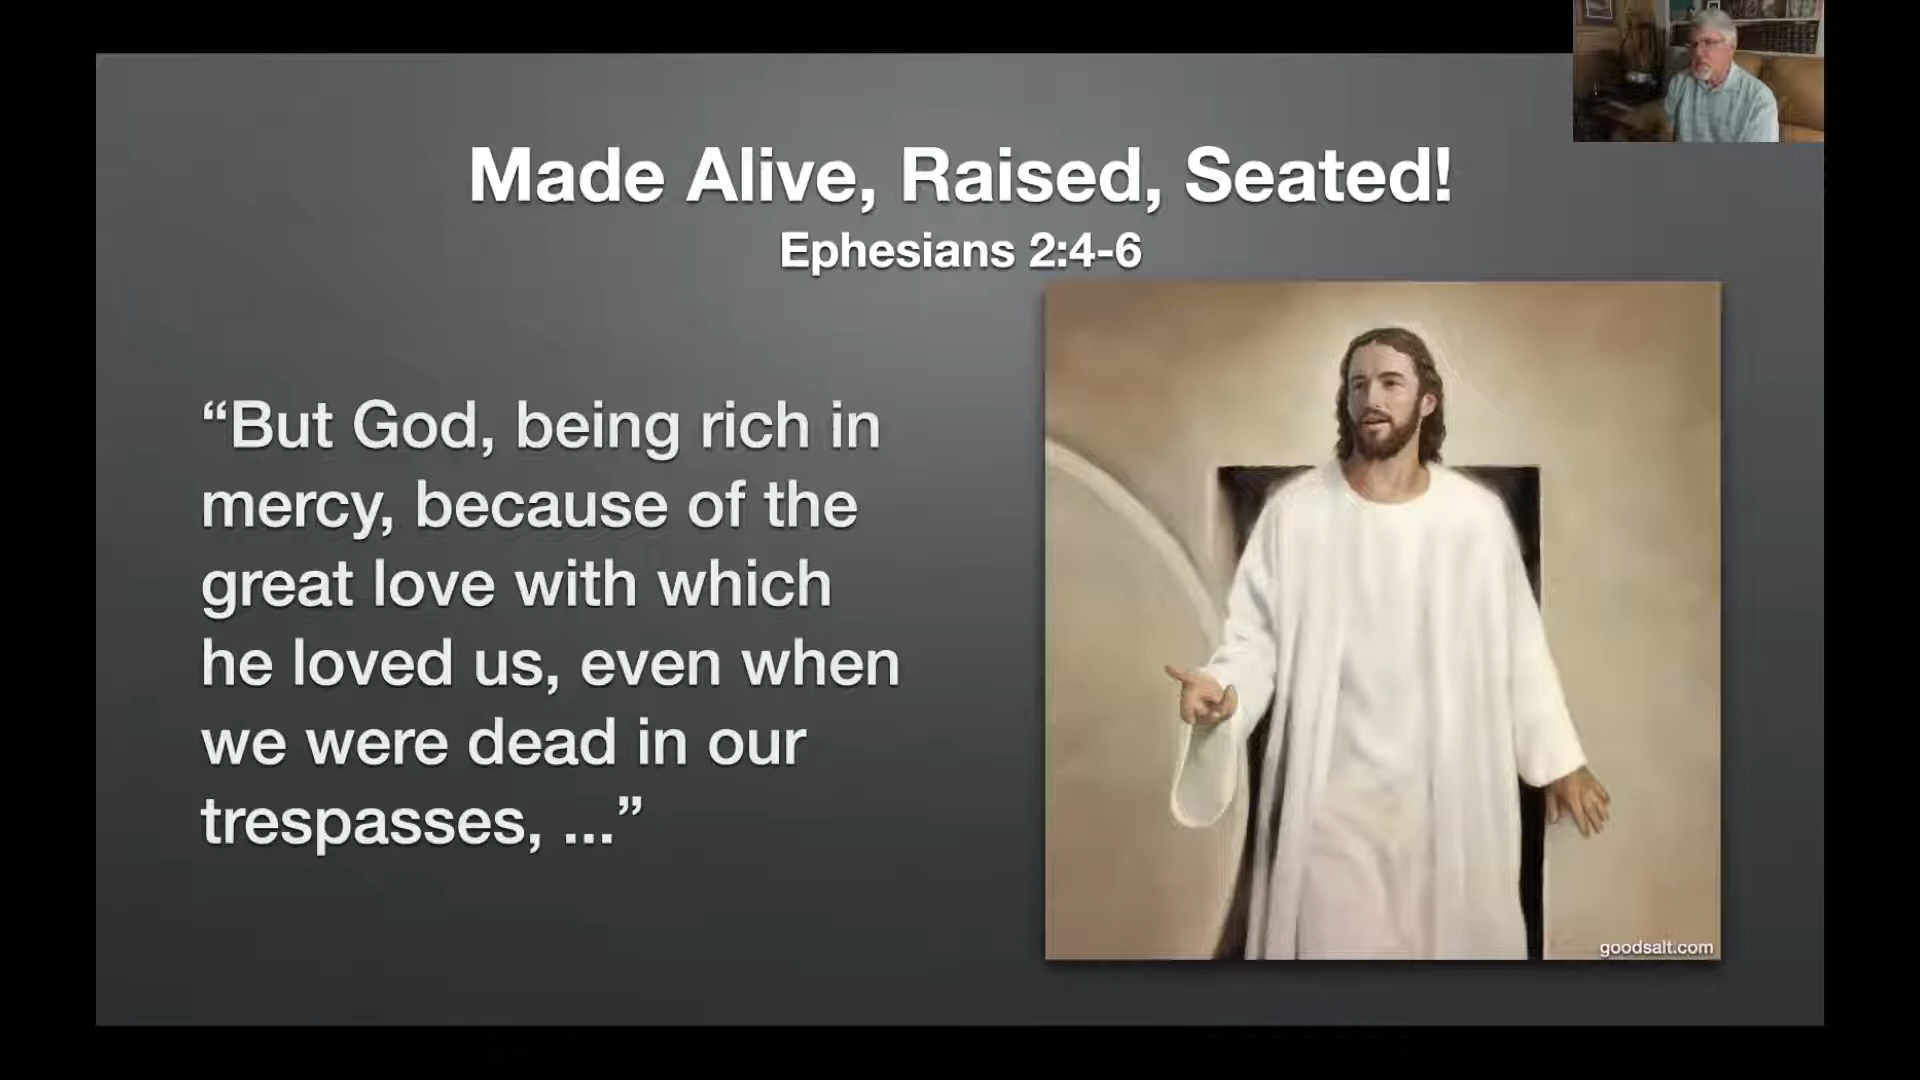 Made Alive, Raised, Seated!
Ephesians 2:4-6
“But God, being rich in
mercy, because of the
great love with which
he loved us, even when
we were dead in our
trespasses, ...”
goodsalt.com